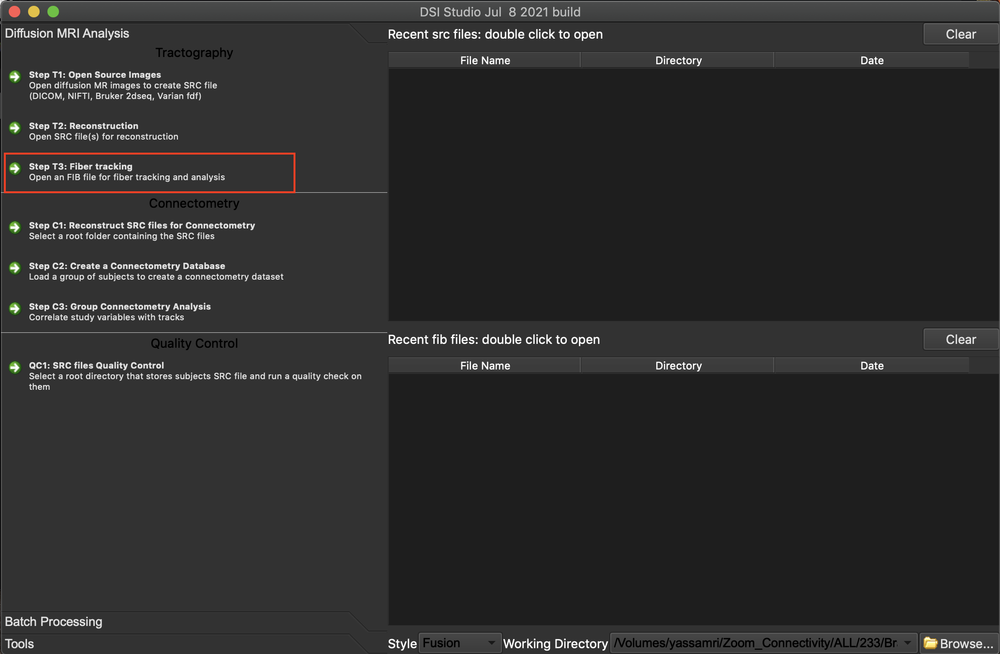 DSI Studio Jul  8 2021 build
Diffusion MRI Analysis
Tractography
Step T1: Open Source Images
Open diffusion MR images to create SRC file
(DICOM, NIFTI, Bruker 2dseq, Varian fdf)
Step T2: Reconstruction
Open SRC file(s) for reconstruction
Step T3: Fiber tracking
Open an FIB file for fiber tracking and analysis
Connectometry
Step C1: Reconstruct SRC files for Connectometry
Select a root folder containing the SRC files
Step C2: Create a Connectometry Database
Load a group of subjects to create a connectometry dataset
Step C3: Group Connectometry Analysis
Correlate study variables with tracks
Quality Control
QC1: SRC files Quality Control
Select a root directory that stores subjects SRC file and run a quality check on
them
Batch Processing
Tools
Recent src files: double click to open
Clear
File Name Directory Date
Recent fib files: double click to open
Clear
File Name Directory Date
Style Fusion Working Directory /Volumes/yassamri/Zoom_Connectivity/ALL/233/Br Browse...